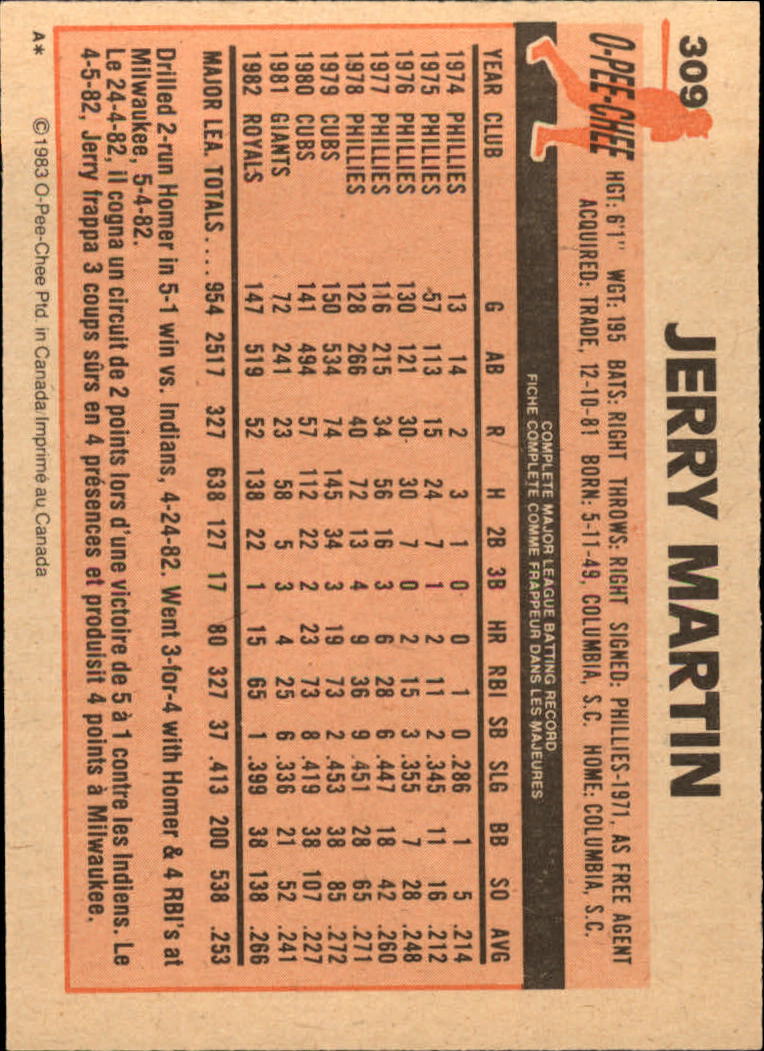 309
JERRY MARTIN
O-PEE-CHEE
HGT: 6'1" WGT: 195 BATS: RIGHT THROWS: RIGHT SIGNED: PHILLIES-1971, AS FREE AGENT
ACQUIRED: TRADE, 12-10-81 BORN: 5-11-49, COLUMBIA, S.C. HOME: COLUMBIA, S.C.
COMPLETE MAJOR LEAGUE BATTING RECORD
FICHE COMPLETE COMME FRAPPEUR DANS LES MAJEURES
YEAR CLUB G AB R H 2B 3B HR RBI SB SLG BB SO AVG
1974 PHILLIES 13 14 2 3 1 0 0 1 0 .286 1 5 .214
1975 PHILLIES 57 113 15 24 7 1 2 11 2 .345 11 16 .212
1976 PHILLIES 130 121 30 30 7 0 2 15 3 .355 7 28 .248
1977 PHILLIES 116 215 34 56 16 3 6 28 6 .447 18 42 .260
1978 PHILLIES 128 266 40 72 13 4 9 36 9 .451 28 65 .271
1979 CUBS 150 534 74 145 34 3 19 73 2 .453 38 85 .272
1980 CUBS 141 494 57 112 22 2 23 73 8 .419 38 107 .227
1981 GIANTS 72 241 23 58 5 3 4 25 6 .336 21 52 .241
1982 ROYALS 147 519 52 138 22 1 15 65 1 .399 38 138 .266
MAJOR LEA. TOTALS.... 954 2517 327 638 127 17 80 327 37 .413 200 538 .253
Drilled 2-run Homer in 5-1 win vs. Indians, 4-24-82. Went 3-for-4 with Homer & 4 RBI's at
Milwaukee, 5-4-82.
Le 24-4-82, il cogna un circuit de 2 points lors d'une victoire de 5 à 1 contre les Indiens. Le
4-5-82, Jerry frappa 3 coups sûrs en 4 présences et produisit 4 points à Milwaukee.
A* ©1983 O-Pee-Chee Ptd. in Canada/Imprimé au Canada